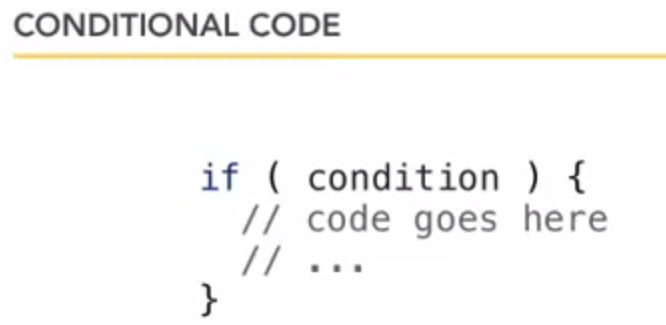 CONDITIONAL CODE
if ( condition ) {
// code goes here
// ...
}